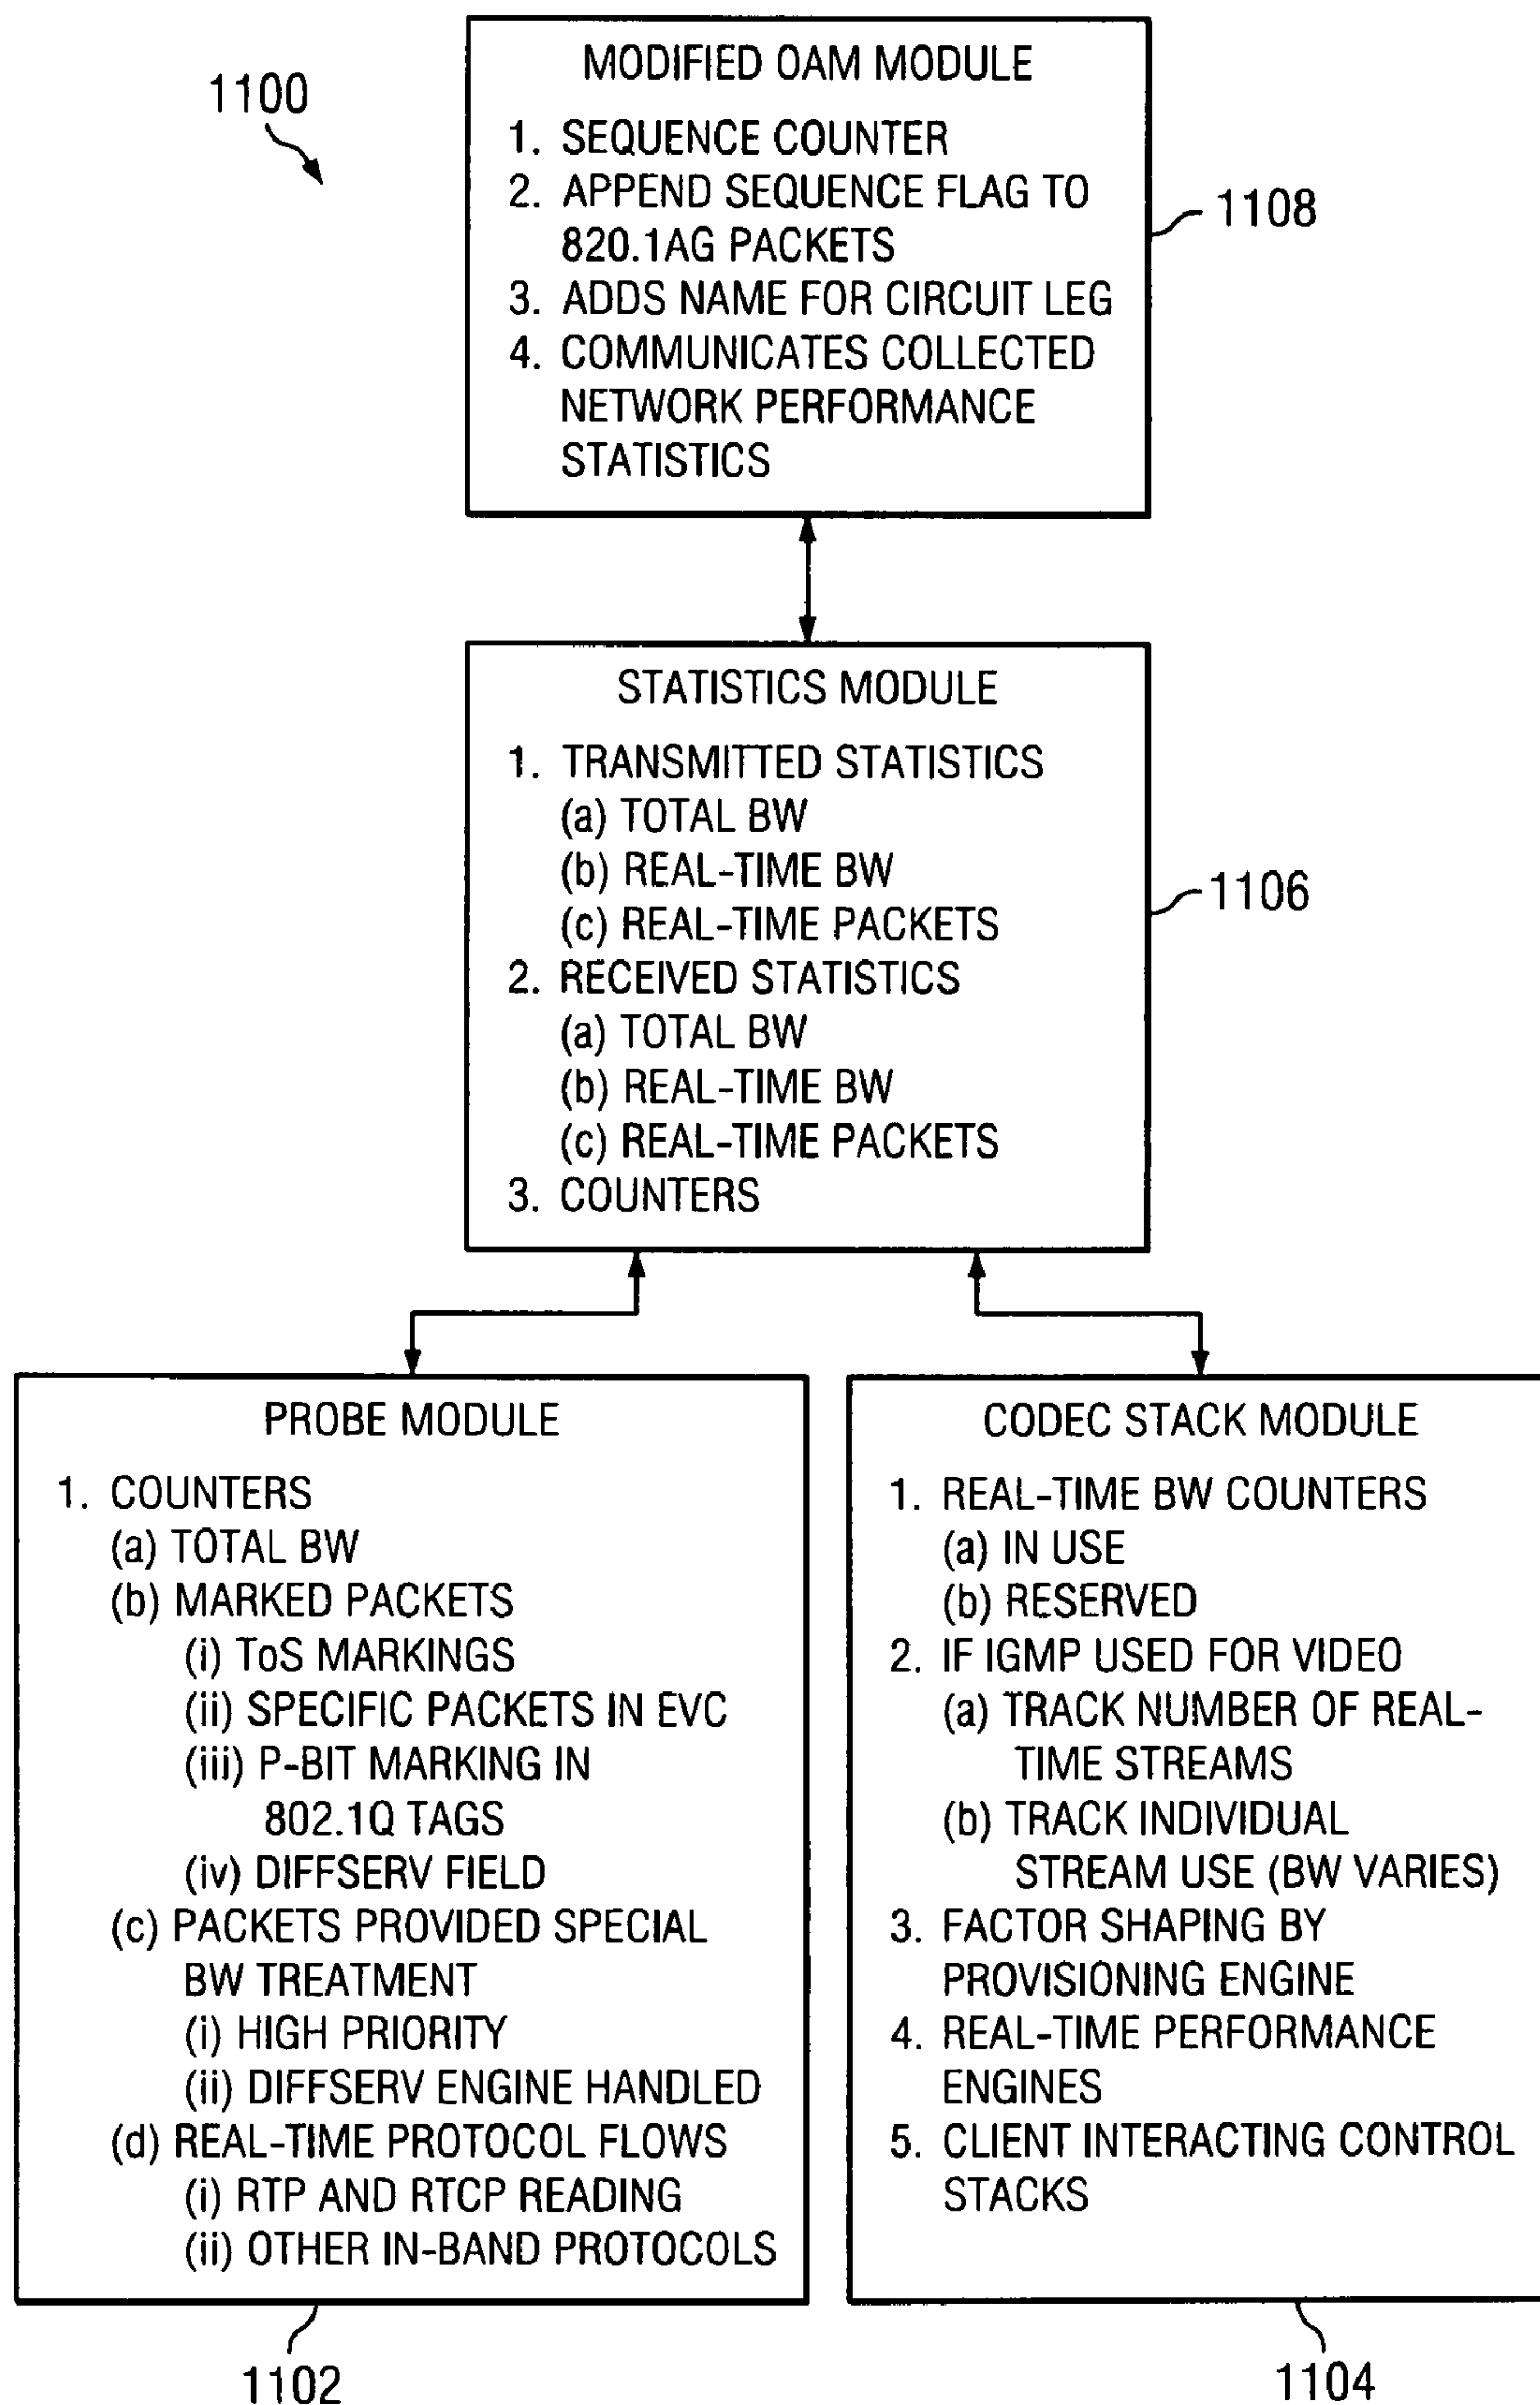 1100
MODIFIED OAM MODULE
1. SEQUENCE COUNTER
2. APPEND SEQUENCE FLAG TO
820.1AG PACKETS
3. ADDS NAME FOR CIRCUIT LEG
4. COMMUNICATES COLLECTED
NETWORK PERFORMANCE
STATISTICS
1108
STATISTICS MODULE
1. TRANSMITTED STATISTICS
(a) TOTAL BW
(b) REAL-TIME BW
(c) REAL-TIME PACKETS
2. RECEIVED STATISTICS
(a) TOTAL BW
(b) REAL-TIME BW
(c) REAL-TIME PACKETS
3. COUNTERS
1106
PROBE MODULE
1. COUNTERS
(a) TOTAL BW
(b) MARKED PACKETS
(i) ToS MARKINGS
(ii) SPECIFIC PACKETS IN EVC
(iii) P-BIT MARKING IN
802.1Q TAGS
(iv) DIFFSERV FIELD
(c) PACKETS PROVIDED SPECIAL
BW TREATMENT
(i) HIGH PRIORITY
(ii) DIFFSERV ENGINE HANDLED
(d) REAL-TIME PROTOCOL FLOWS
(i) RTP AND RTCP READING
(ii) OTHER IN-BAND PROTOCOLS
1102
CODEC STACK MODULE
1. REAL-TIME BW COUNTERS
(a) IN USE
(b) RESERVED
2. IF IGMP USED FOR VIDEO
(a) TRACK NUMBER OF REAL-
TIME STREAMS
(b) TRACK INDIVIDUAL
STREAM USE (BW VARIES)
3. FACTOR SHAPING BY
PROVISIONING ENGINE
4. REAL-TIME PERFORMANCE
ENGINES
5. CLIENT INTERACTING CONTROL
STACKS
1104